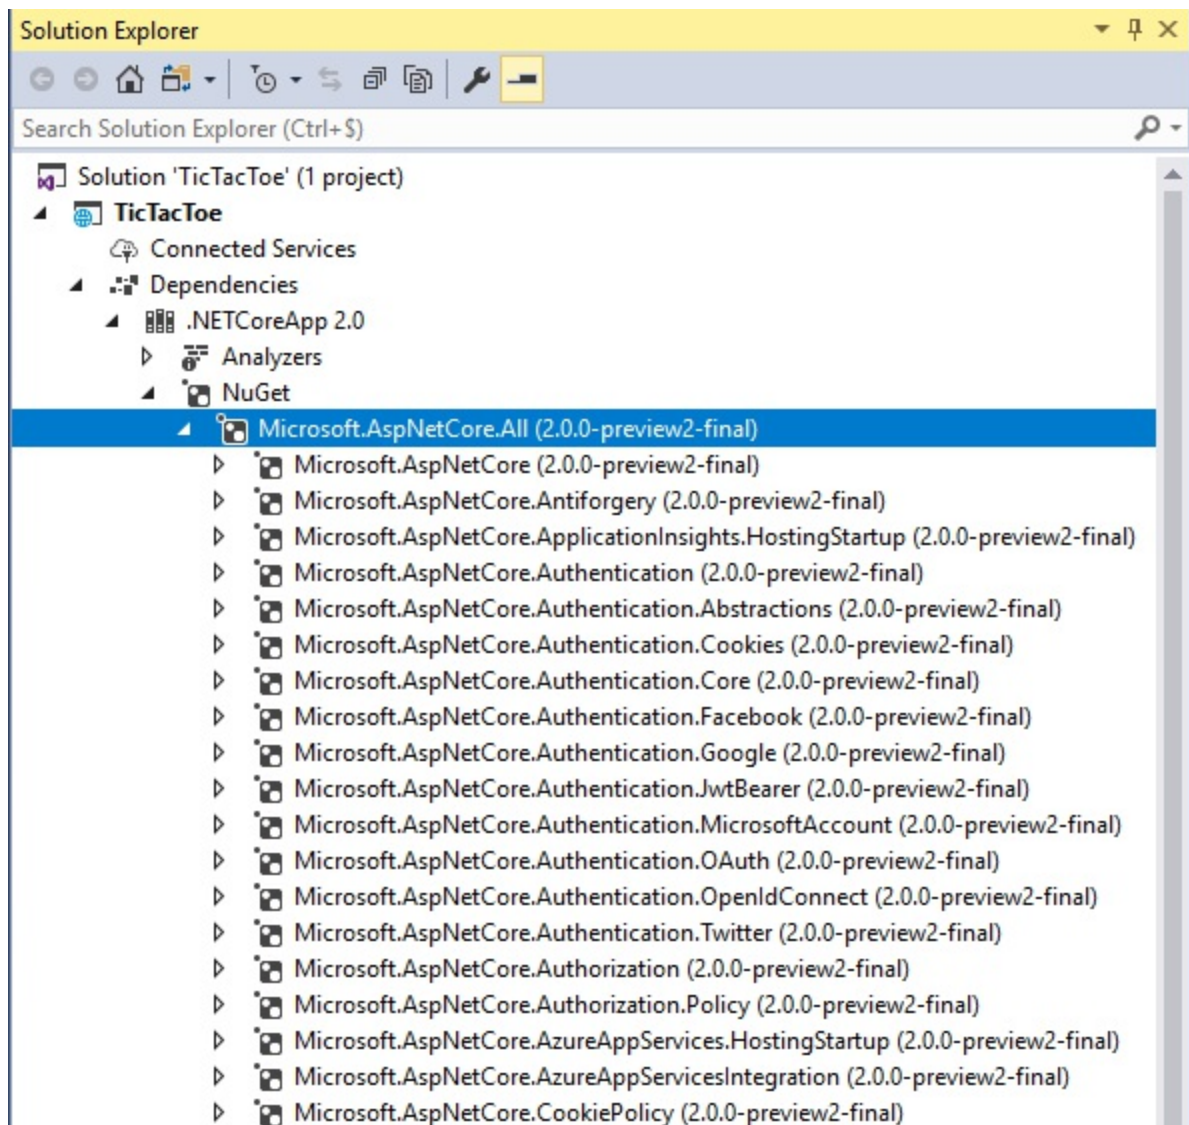 Solution Explorer
Search Solution Explorer (Ctrl+$)
Solution 'TicTacToe' (1 project)
TicTacToe
Connected Services
Dependencies
.NETCoreApp 2.0
Analyzers
NuGet
Microsoft.AspNetCore.All (2.0.0-preview2-final)
Microsoft.AspNetCore (2.0.0-preview2-final)
Microsoft.AspNetCore.Antiforgery (2.0.0-preview2-final)
Microsoft.AspNetCore.ApplicationInsights.HostingStartup (2.0.0-preview2-final)
Microsoft.AspNetCore.Authentication (2.0.0-preview2-final)
Microsoft.AspNetCore.Authentication.Abstractions (2.0.0-preview2-final)
Microsoft.AspNetCore.Authentication.Cookies (2.0.0-preview2-final)
Microsoft.AspNetCore.Authentication.Core (2.0.0-preview2-final)
Microsoft.AspNetCore.Authentication.Facebook (2.0.0-preview2-final)
Microsoft.AspNetCore.Authentication.Google (2.0.0-preview2-final)
Microsoft.AspNetCore.Authentication.JwtBearer (2.0.0-preview2-final)
Microsoft.AspNetCore.Authentication.MicrosoftAccount (2.0.0-preview2-final)
Microsoft.AspNetCore.Authentication.OAuth (2.0.0-preview2-final)
Microsoft.AspNetCore.Authentication.OpenIdConnect (2.0.0-preview2-final)
Microsoft.AspNetCore.Authentication.Twitter (2.0.0-preview2-final)
Microsoft.AspNetCore.Authorization (2.0.0-preview2-final)
Microsoft.AspNetCore.Authorization.Policy (2.0.0-preview2-final)
Microsoft.AspNetCore.AzureAppServices.HostingStartup (2.0.0-preview2-final)
Microsoft.AspNetCore.AzureAppServicesIntegration (2.0.0-preview2-final)
Microsoft.AspNetCore.CookiePolicy (2.0.0-preview2-final)